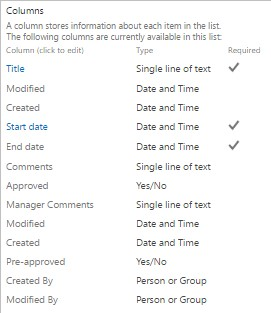 Columns
A column stores information about each item in the list.
The following columns are currently available in this list:
Column (click to edit) Type Required
Title Single line of text
Modified Date and Time
Created Date and Time
Start date Date and Time
End date Date and Time
Comments Single line of text
Approved Yes/No
Manager Comments Single line of text
Modified Date and Time
Created Date and Time
Pre-approved Yes/No
Created By Person or Group
Modified By Person or Group